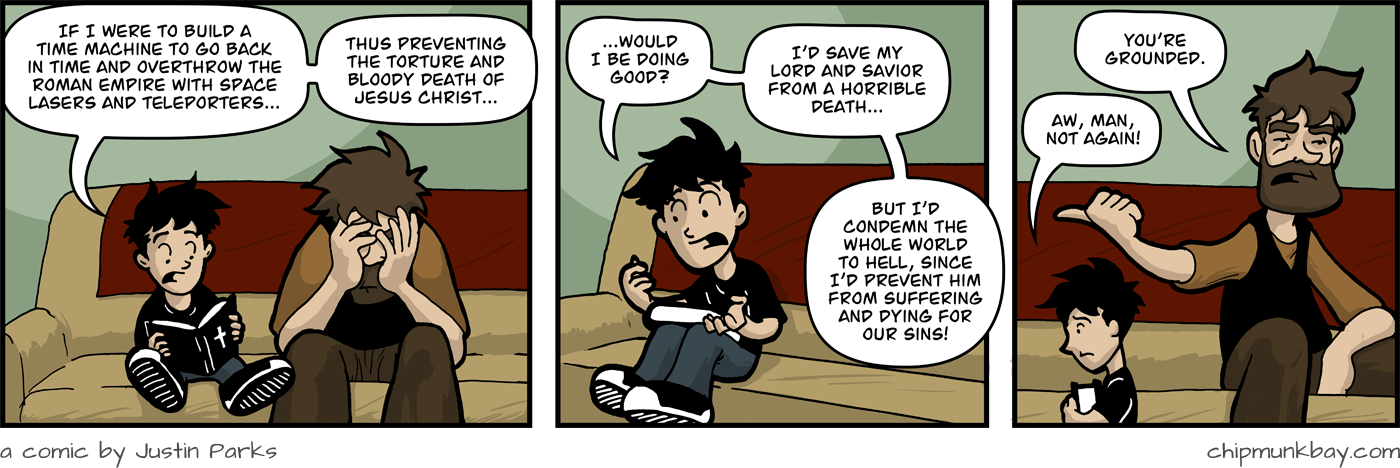 IF I WERE TO BUILD A
TIME MACHINE TO GO BACK
IN TIME AND OVERTHROW THE
ROMAN EMPIRE WITH SPACE
LASERS AND TELEPORTERS...
THUS PREVENTING
THE TORTURE AND
BLOODY DEATH OF
JESUS CHRIST...
...WOULD
I BE DOING
GOOD?
I'D SAVE MY
LORD AND SAVIOR
FROM A HORRIBLE
DEATH...
BUT I'D
CONDEMN THE
WHOLE WORLD
TO HELL, SINCE
I'D PREVENT HIM
FROM SUFFERING
AND DYING FOR
OUR SINS!
YOU'RE
GROUNDED.
AW, MAN,
NOT AGAIN!
a comic by Justin Parks
chipmunkbay.com